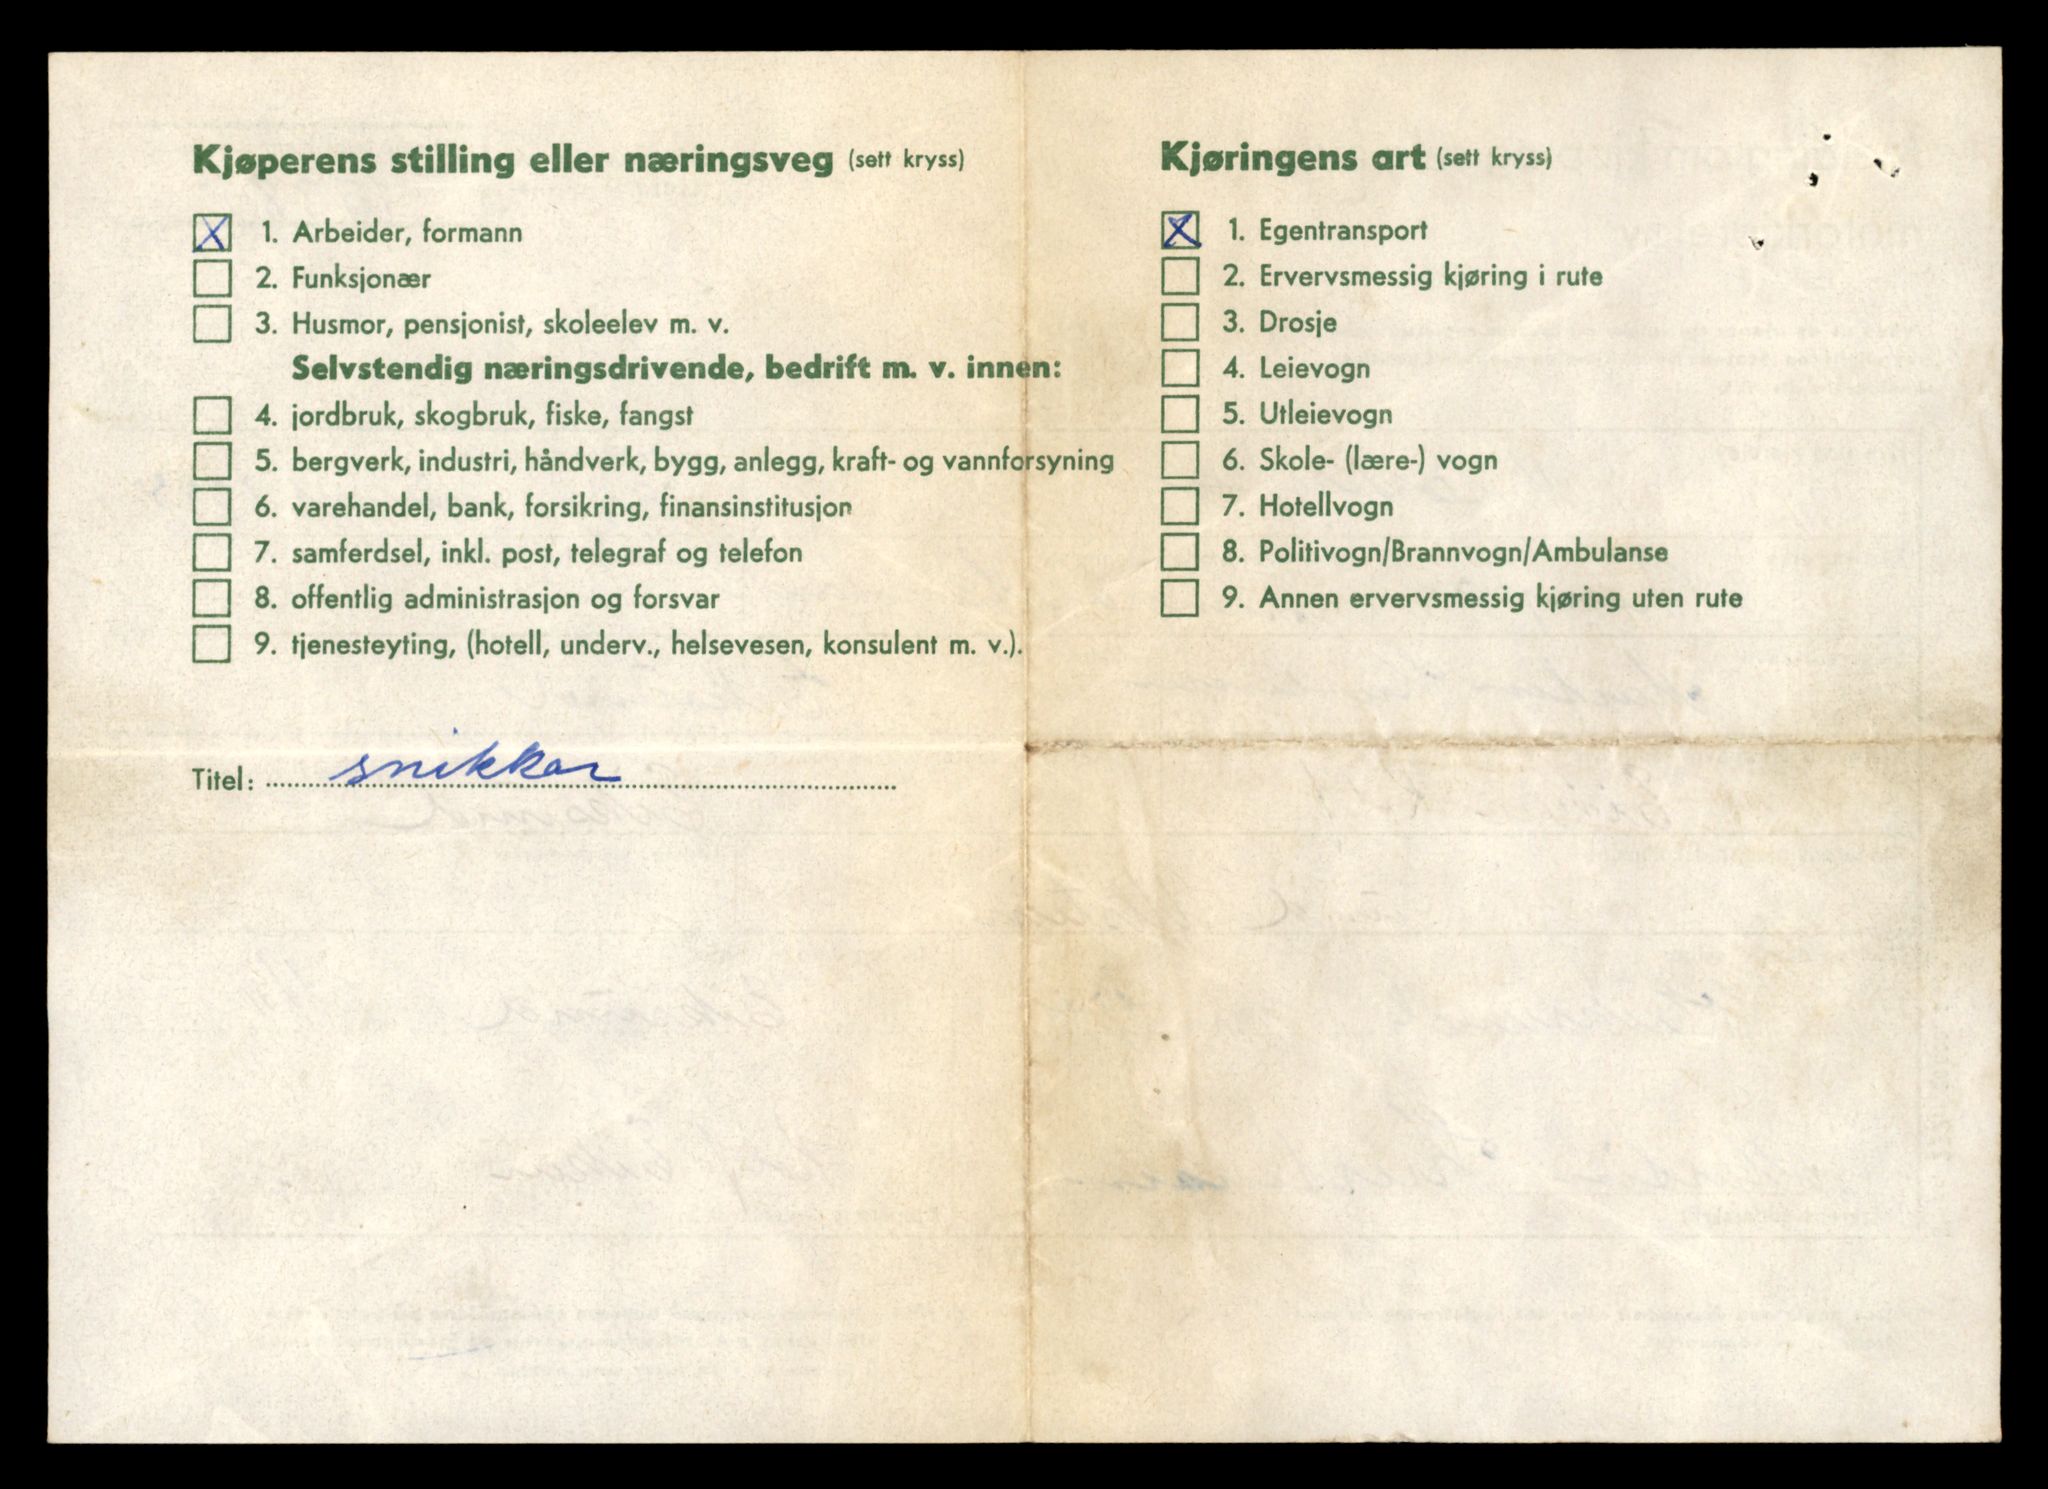 Kjøperens stilling eller næringsveg (sett kryss)
X 1. Arbeider, formann
2. Funksjonær
3. Husmor, pensjonist, skoleelev m. v.
Selvstendig næringsdrivende, bedrift m. v. innen:
4. jordbruk, skogbruk, fiske, fangst
5. bergverk, industri, håndverk, bygg, anlegg, kraft- og vannforsyning
6. varehandel, bank, forsikring, finansinstitusjon
7. samferdsel, inkl. post, telegraf og telefon
8. offentlig administrasjon og forsvar
9. tjenesteyting, (hotell, underv., helsevesen, konsulent m. v.).
Titel: snikkar
Kjøringens art (sett kryss)
X 1. Egentransport
2. Ervervsmessig kjøring i rute
3. Drosje
4. Leievogn
5. Utleievogn
6. Skole- (lære-) vogn
7. Hotellvogn
8. Politivogn/Brannvogn/Ambulanse
9. Annen ervervsmessig kjøring uten rute